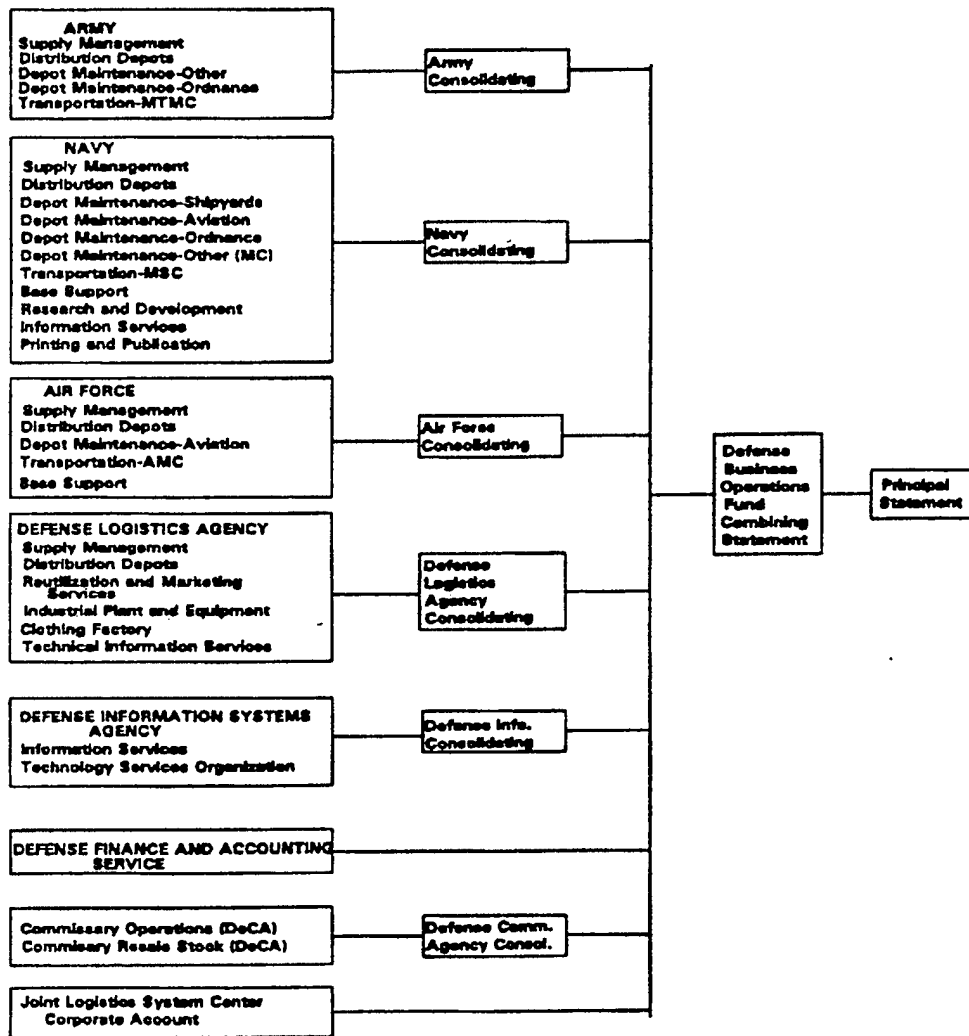 ARMY
Supply Management
Distribution Depots
Depot Maintenance-Other
Depot Maintenance-Ordnance
Transportation-MTMC
Army
Consolidating
NAVY
Supply Management
Distribution Depots
Depot Maintenance-Shipyards
Depot Maintenance-Aviation
Depot Maintenance-Ordnance
Depot Maintenance-Other (MC)
Transportation-MSC
Base Support
Research and Development
Information Services
Printing and Publication
Navy
Consolidating
AIR FORCE
Supply Management
Distribution Depots
Depot Maintenance-Aviation
Transportation-AMC
Base Support
Air Force
Consolidating
DEFENSE LOGISTICS AGENCY
Supply Management
Distribution Depots
Reutilization and Marketing
Services
Industrial Plant and Equipment
Clothing Factory
Technical Information Services
Defense
Logistics
Agency
Consolidating
DEFENSE INFORMATION SYSTEMS
AGENCY
Information Services
Technology Services Organization
Defense Info.
Consolidating
DEFENSE FINANCE AND ACCOUNTING
SERVICE
Commissary Operations (DeCA)
Commisary Resale Stock (DeCA)
Defense Comm.
Agency Consol.
Joint Logistics System Center
Corporate Account
Defense
Business
Operations
Fund
Combining
Statement
Principal
Statement